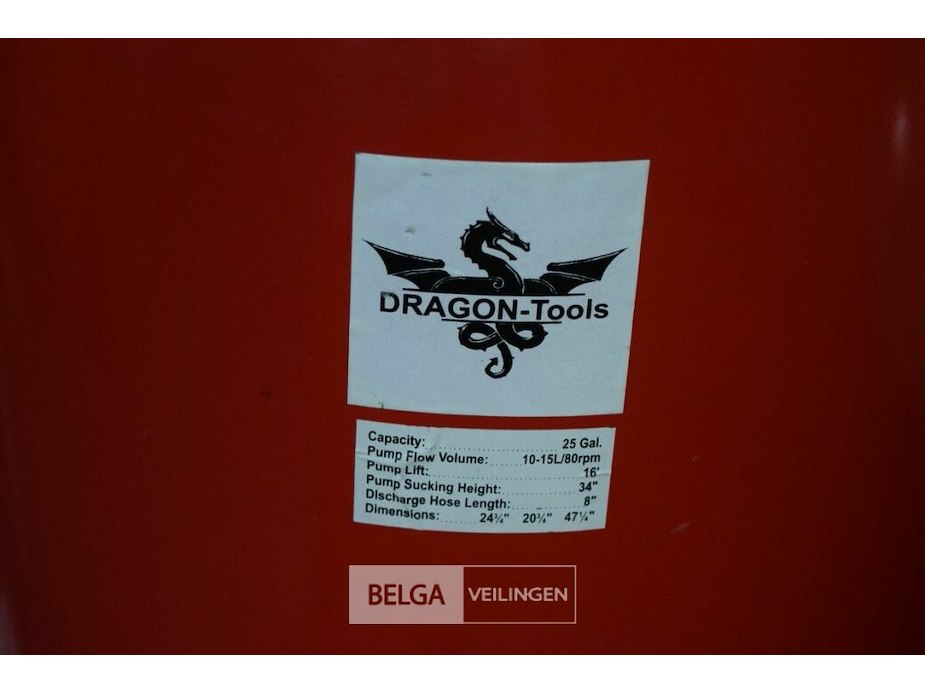 DRAGON-Tools
Capacity: 25 Gal.
Pump Flow Volume: 10-15L/80rpm
Pump Lift: 16'
Pump Sucking Height: 34"
Discharge Hose Length: 8"
Dimensions: 24¾" 20¾" 47¼"
BELGA VEILINGEN